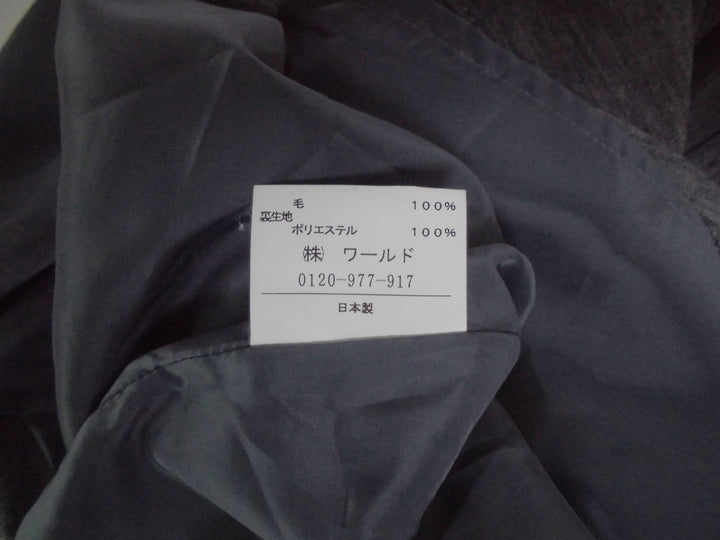 毛 100%
裏生地
ポリエステル 100%
㈱ ワールド
0120-977-917
日本製